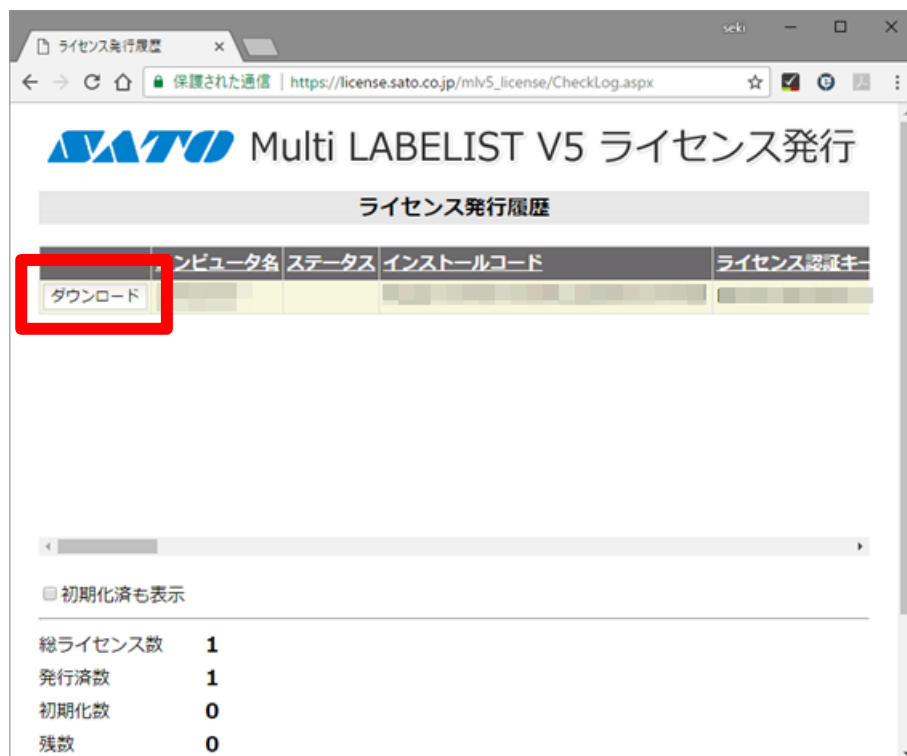 seki
ライセンス発行履歴
保護された通信 | https://license.sato.co.jp/mlv5_license/CheckLog.aspx
SATO Multi LABELIST V5 ライセンス発行
ライセンス発行履歴
ンピュータ名 ステータス インストールコード ライセンス認証キー
ダウンロード
初期化済も表示
総ライセンス数 1
発行済数 1
初期化数 0
残数 0